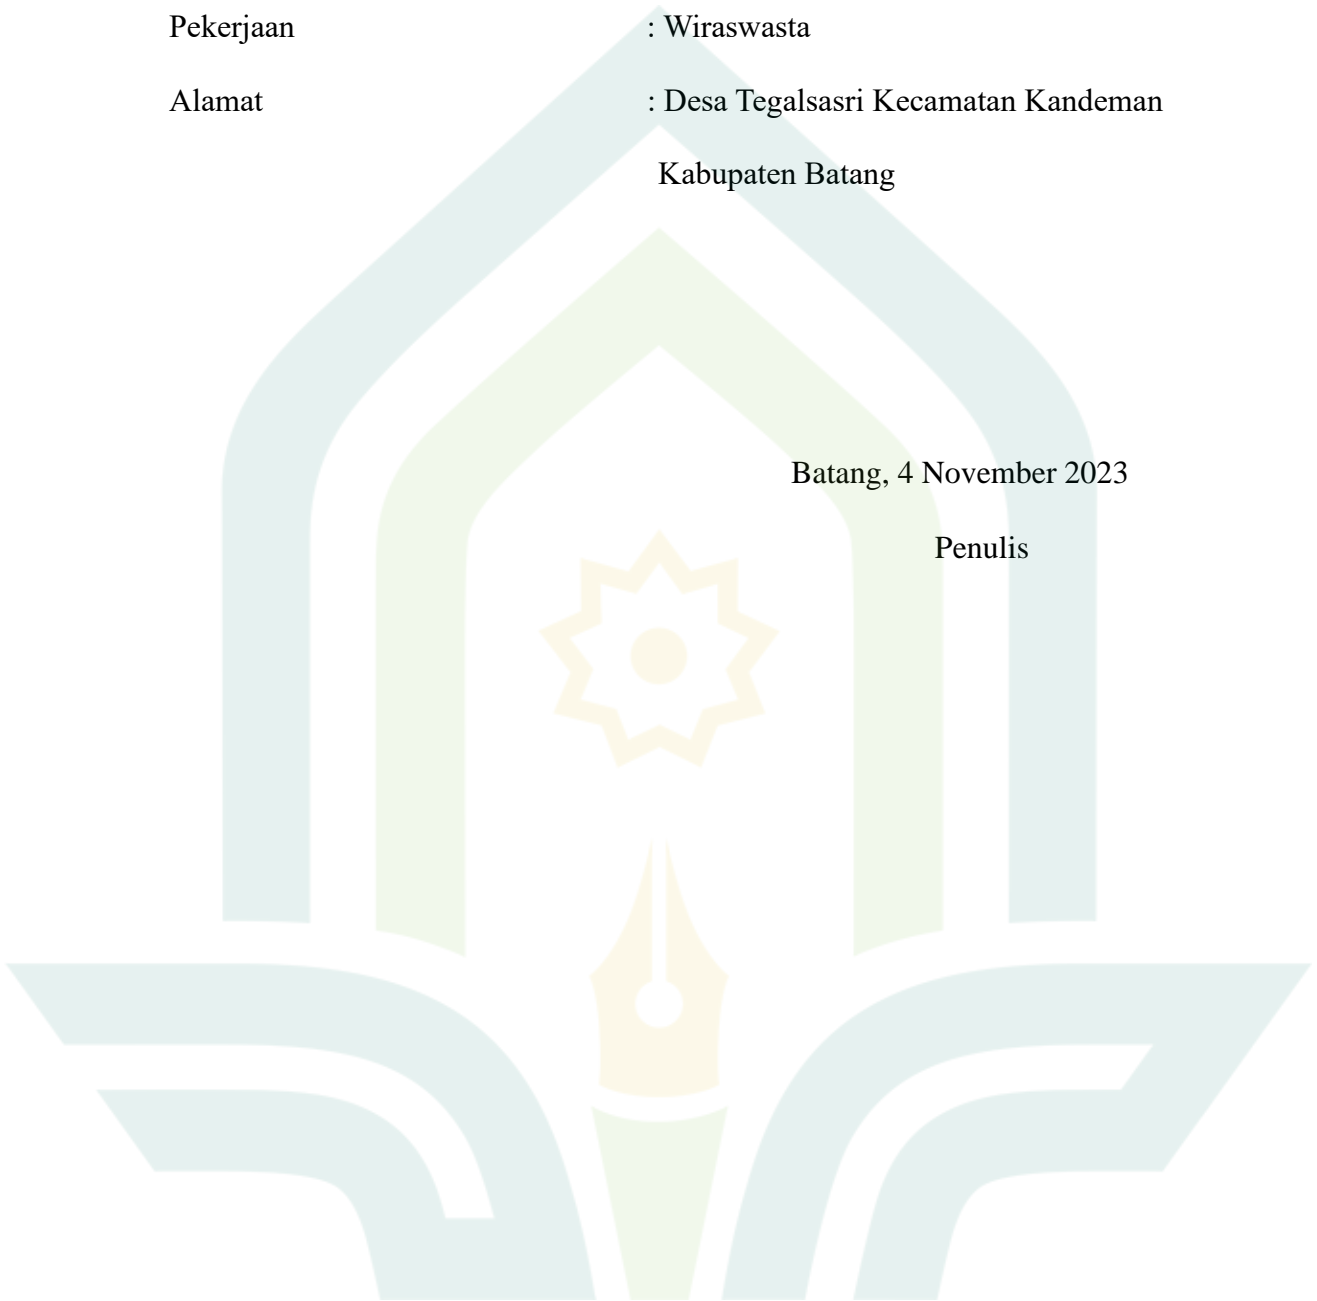 Pekerjaan : Wiraswasta
Alamat : Desa Tegalsasri Kecamatan Kandeman
Kabupaten Batang
Batang, 4 November 2023
Penulis